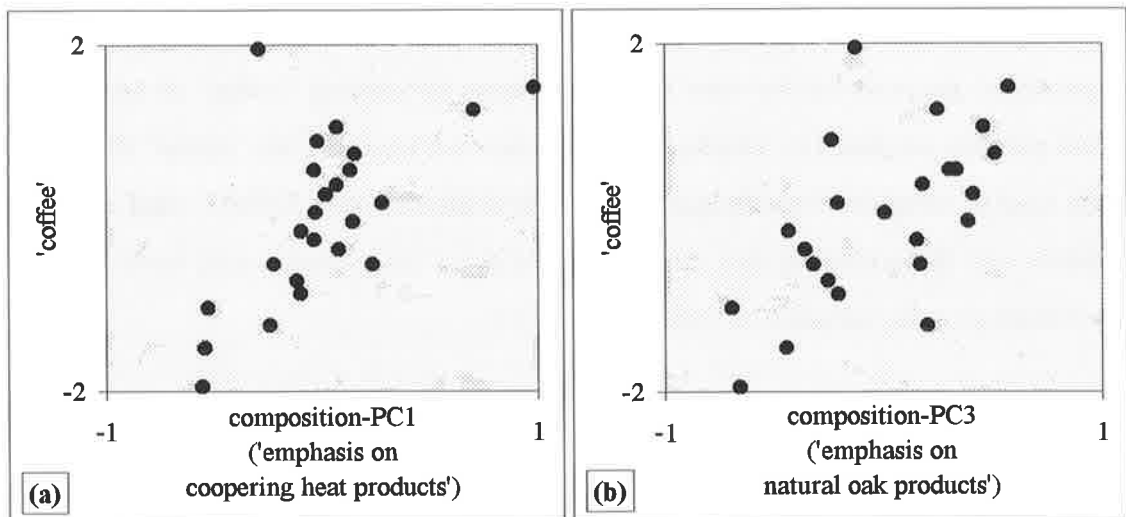 2
'coffee'
-2
-1
composition-PC1
1
('emphasis on
coopering heat products')
(a)
2
'coffee'
-2
-1
composition-PC3
1
('emphasis on
natural oak products')
(b)